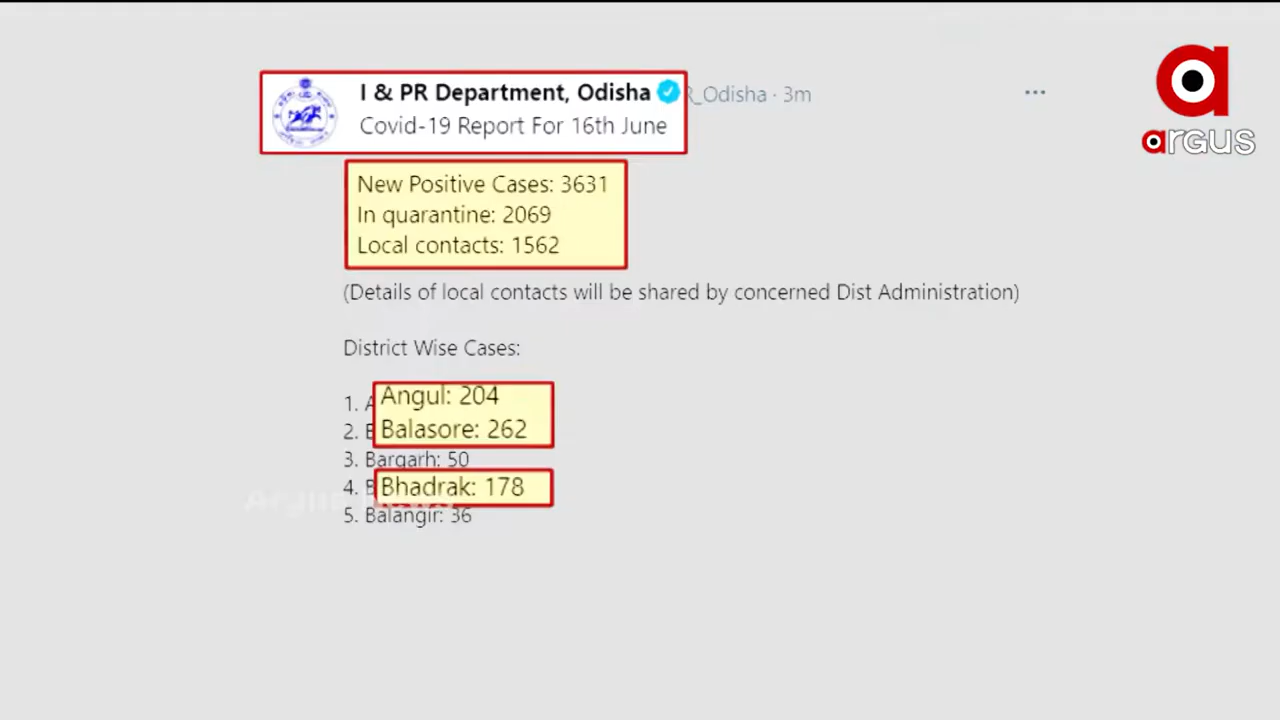 I & PR Department, Odisha
R_Odisha · 3m
Covid-19 Report For 16th June
argus
New Positive Cases: 3631
In quarantine: 2069
Local contacts: 1562
(Details of local contacts will be shared by concerned Dist Administration)
District Wise Cases:
1. Angul: 204
2. Balasore: 262
3. Bargarh: 50
4. Bhadrak: 178
Argus News
5. Balangir: 36